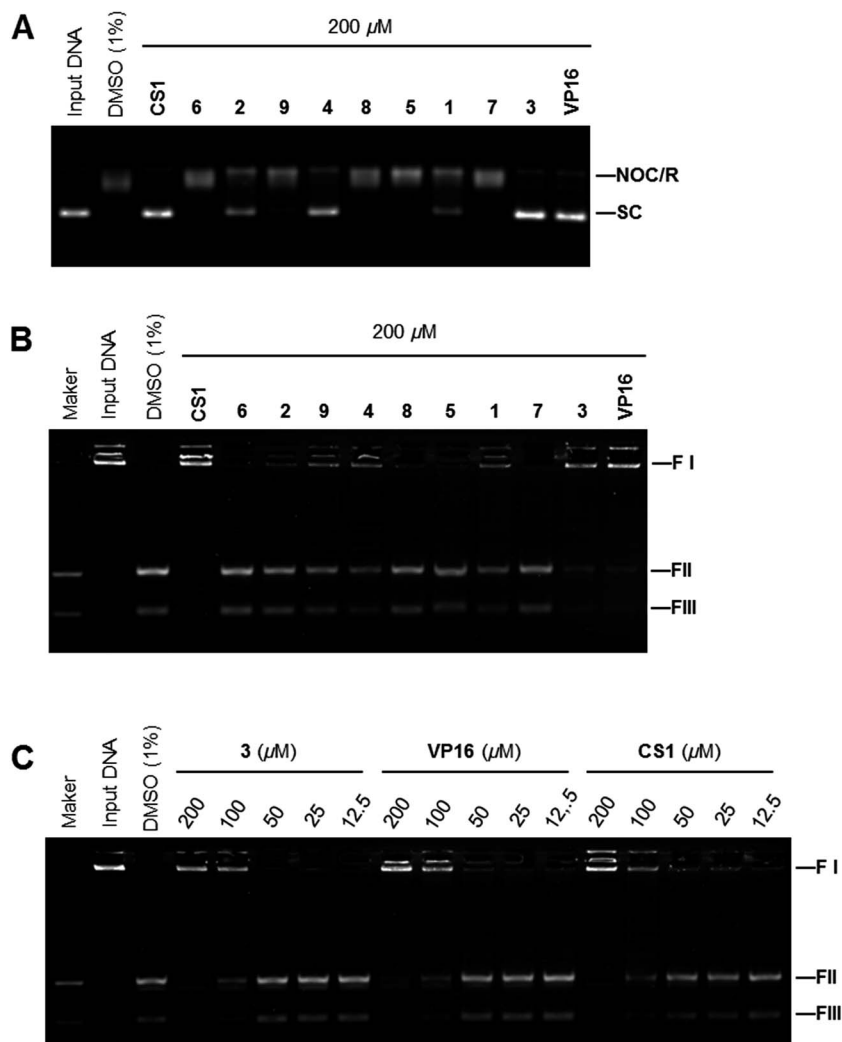 A
Input DNA
DMSO (1%)
200 µM
CS1 6 2 9 4 8 5 1 7 3 VP16
NOC/R
SC
B
Maker
Input DNA
DMSO (1%)
200 µM
CS1 6 2 9 4 8 5 1 7 3 VP16
F I
FII
FIII
C
Maker
Input DNA
DMSO (1%)
3 (µM) VP16 (µM) CS1 (µM)
200 100 50 25 12.5 200 100 50 25 12,.5 200 100 50 25 12.5
F I
FII
FIII